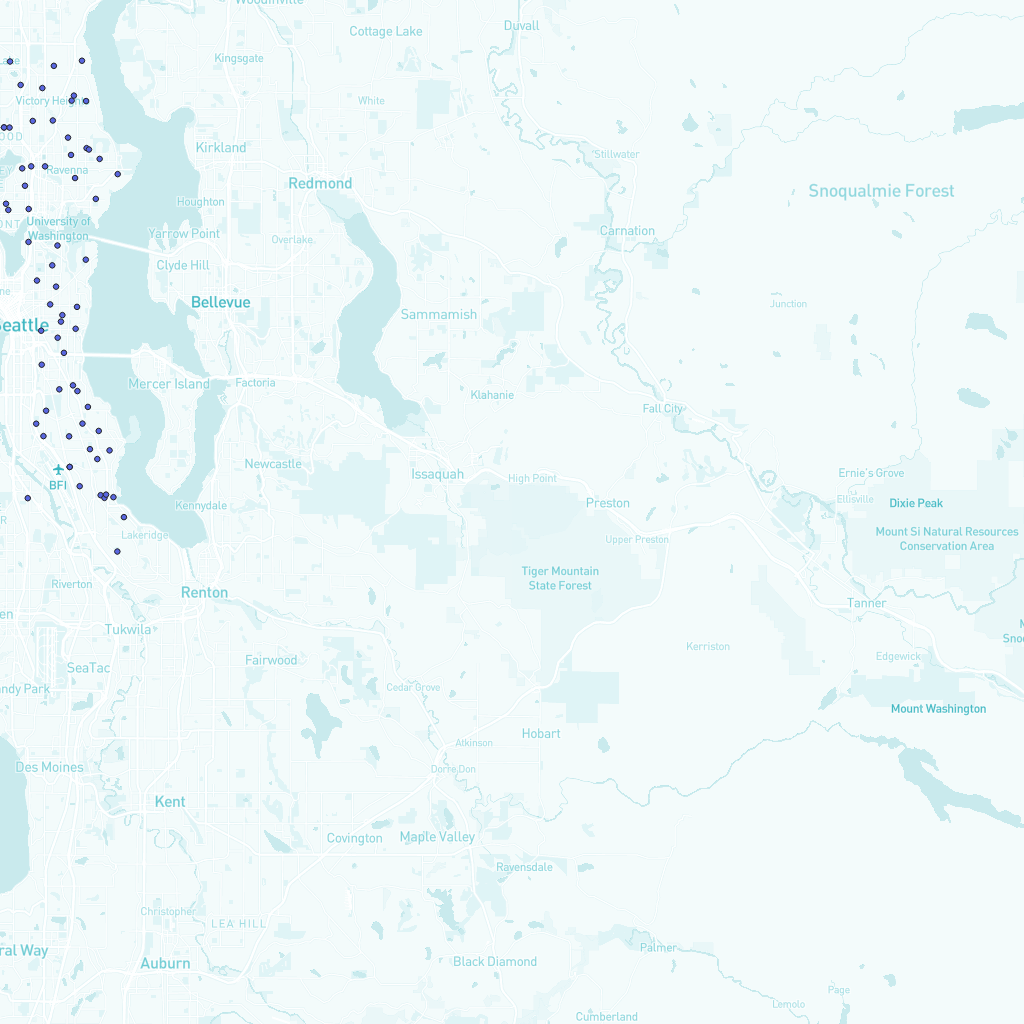 Woodinville
Duvall
Cottage Lake
Kingsgate
Lake
White
Victory Heights
Stillwater
Kirkland
Ravenna
Redmond
Snoqualmie Forest
Houghton
University of
Washington
Yarrow Point
Carnation
Overlake
Clyde Hill
Bellevue
Junction
Sammamish
Seattle
Mercer Island
Factoria
Klahanie
Fall City
Newcastle
Issaquah
High Point
Ernie's Grove
BFI
Kennydale
Preston
Ellisville
Dixie Peak
Lakeridge
Upper Preston
Mount Si Natural Resources
Conservation Area
Riverton
Tiger Mountain
State Forest
Renton
Tanner
Tukwila
Fairwood
Kerriston
Edgewick
SeaTac
Cedar Grove
Mount Washington
Hobart
Atkinson
Des Moines
Dorre Don
Kent
Covington
Maple Valley
Ravensdale
Christopher
LEA HILL
Palmer
Auburn
Black Diamond
Page
Lemolo
Cumberland